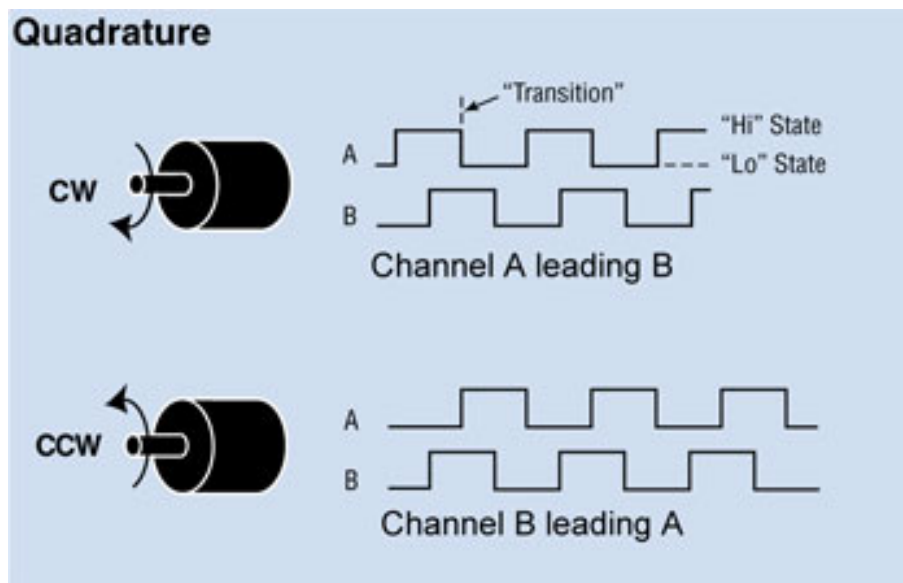 Quadrature
"Transition"
A
"Hi" State
"Lo" State
CW
B
Channel A leading B
A
CCW
B
Channel B leading A